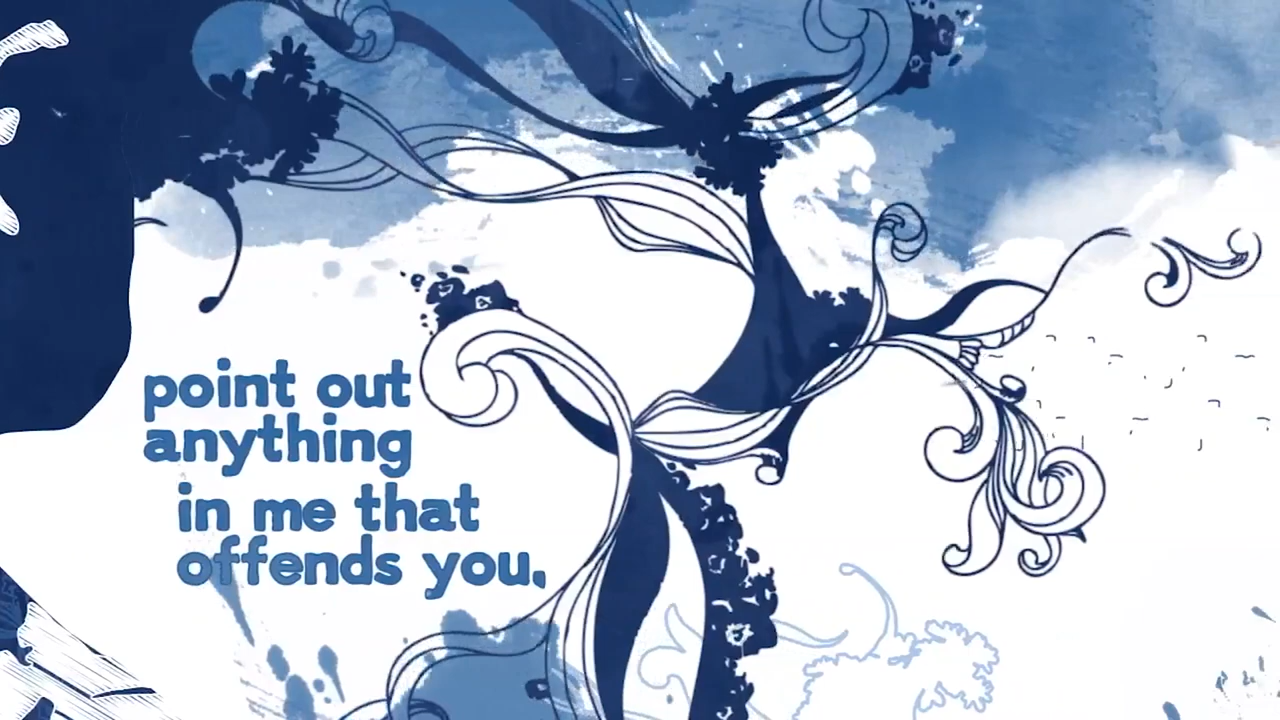 point out
anything
in me that
offends you,